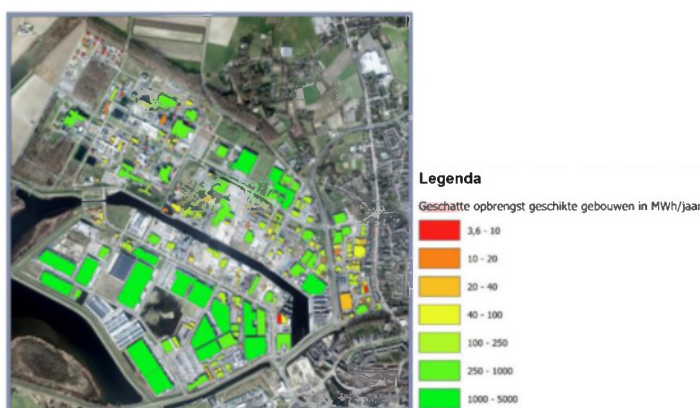 Legenda
Geschatte opbrengst geschikte gebouwen in MWh/jaar
3,6 - 10
10 - 20
20 - 40
40 - 100
100 - 250
250 - 1000
1000 - 5000